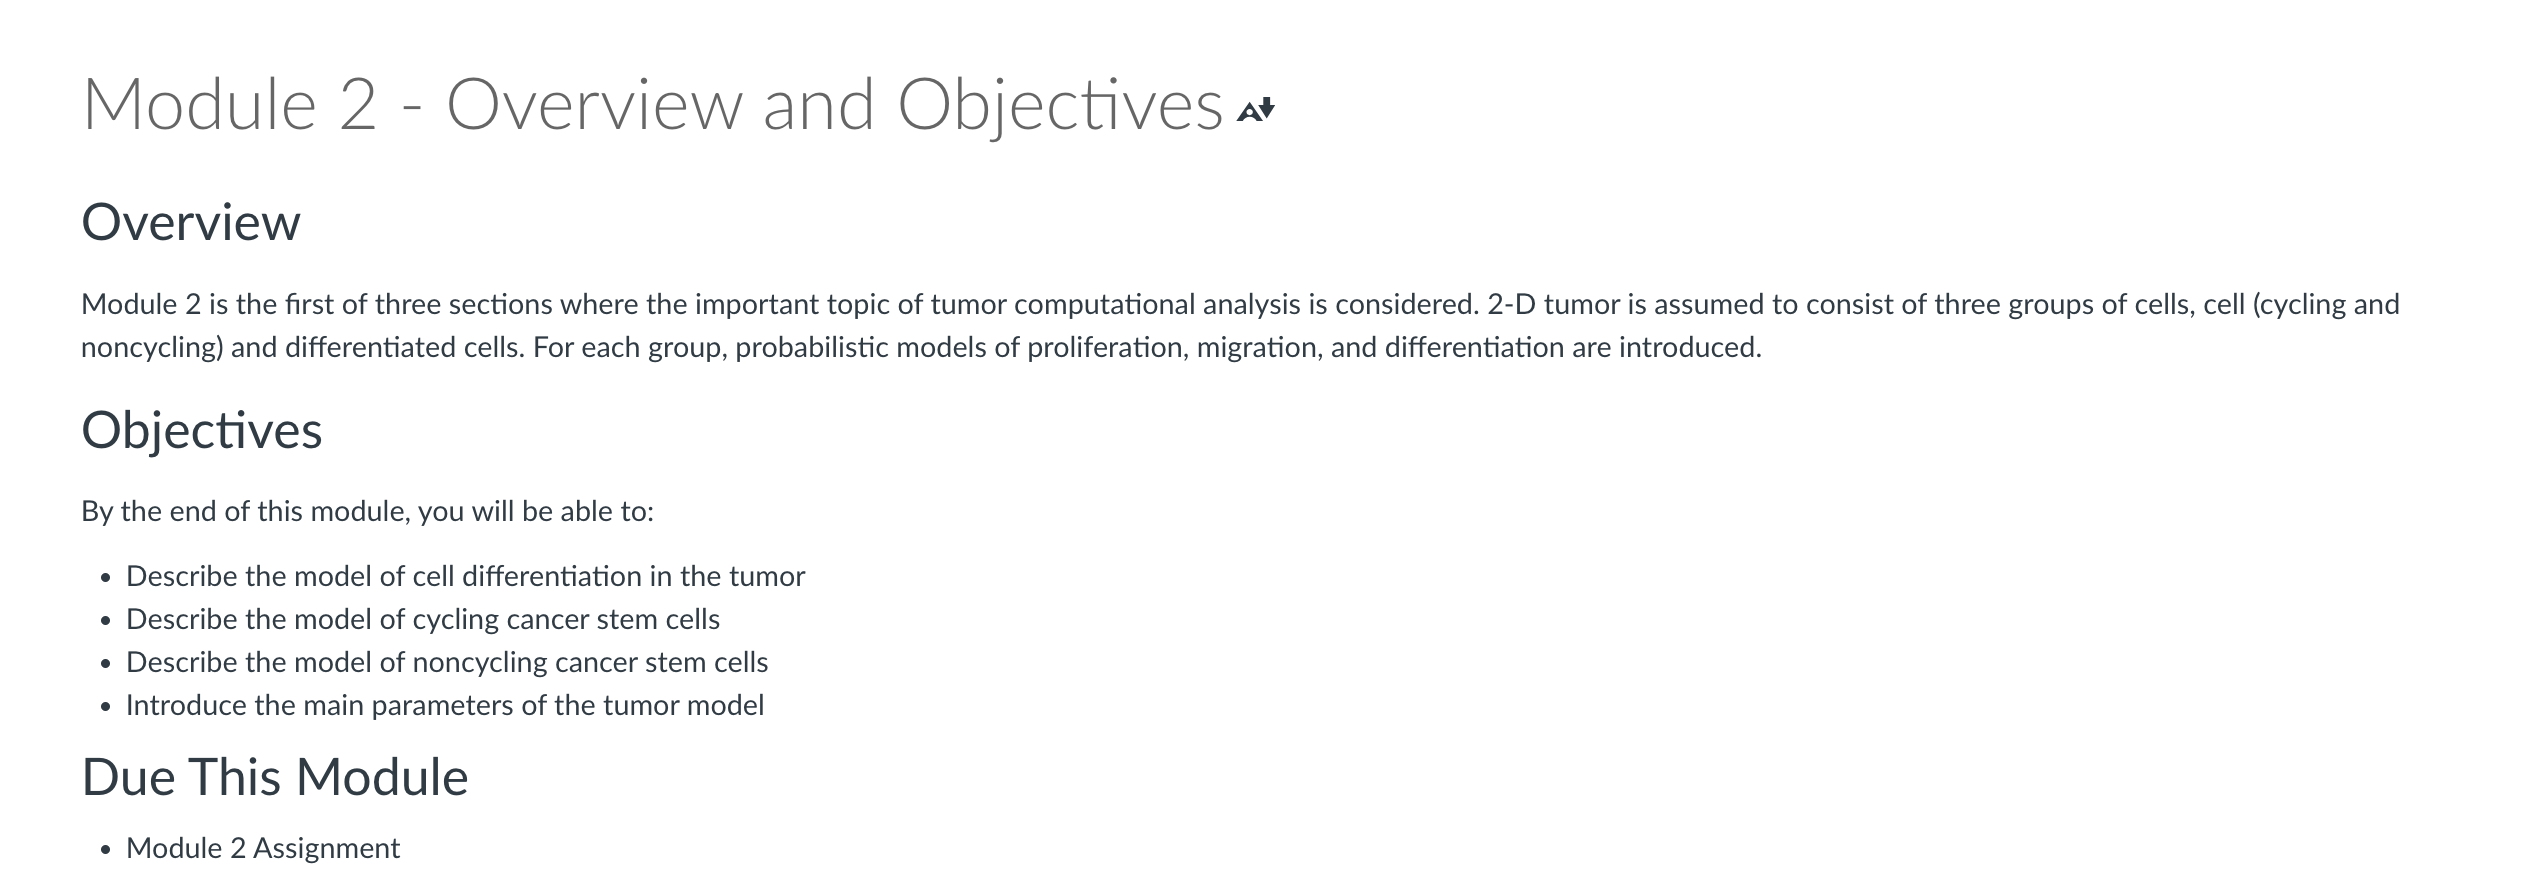 Module 2 - Overview and Objectives
Overview
Module 2 is the first of three sections where the important topic of tumor computational analysis is considered. 2-D tumor is assumed to consist of three groups of cells, cell (cycling and
noncycling) and differentiated cells. For each group, probabilistic models of proliferation, migration, and differentiation are introduced.
Objectives
By the end of this module, you will be able to:
• Describe the model of cell differentiation in the tumor
• Describe the model of cycling cancer stem cells
• Describe the model of noncycling cancer stem cells
• Introduce the main parameters of the tumor model
Due This Module
• Module 2 Assignment